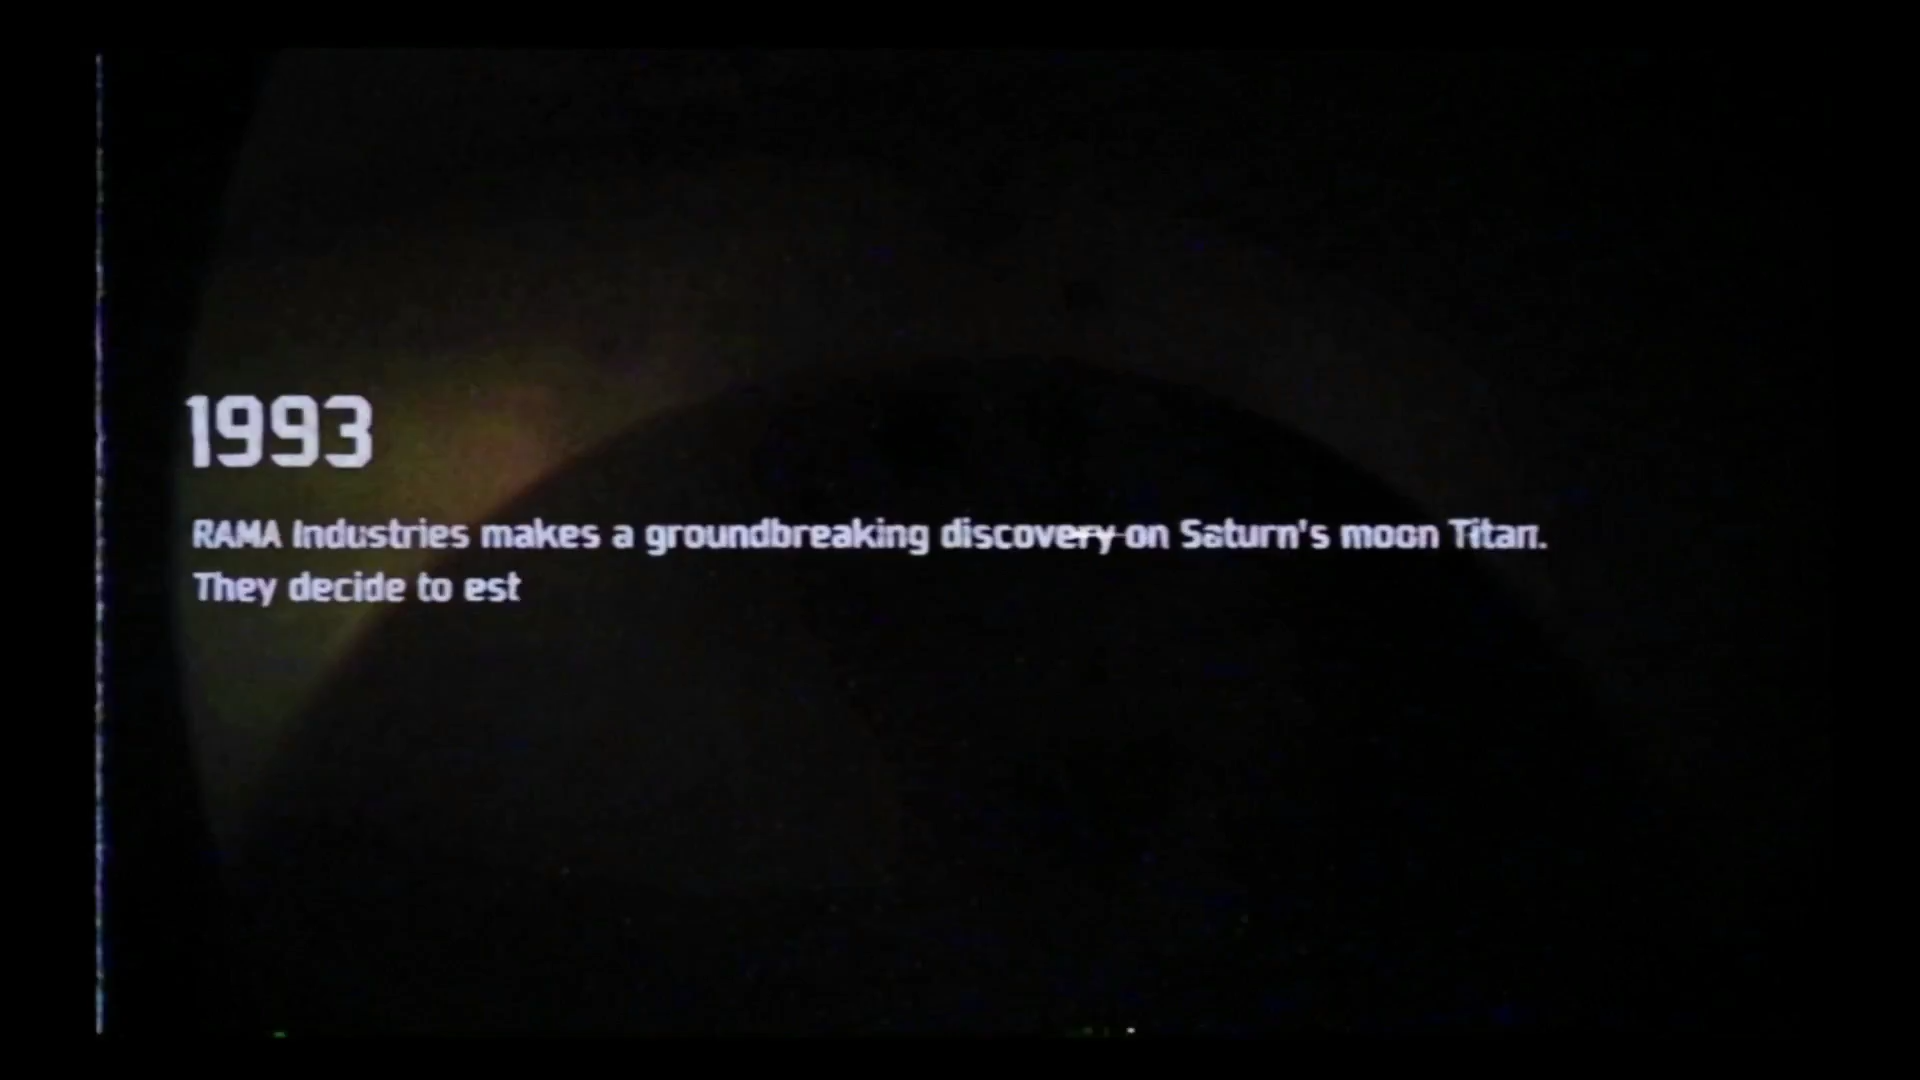 1993
RAMA Industries makes a groundbreaking discovery on Saturn's moon Titan.
They decide to est